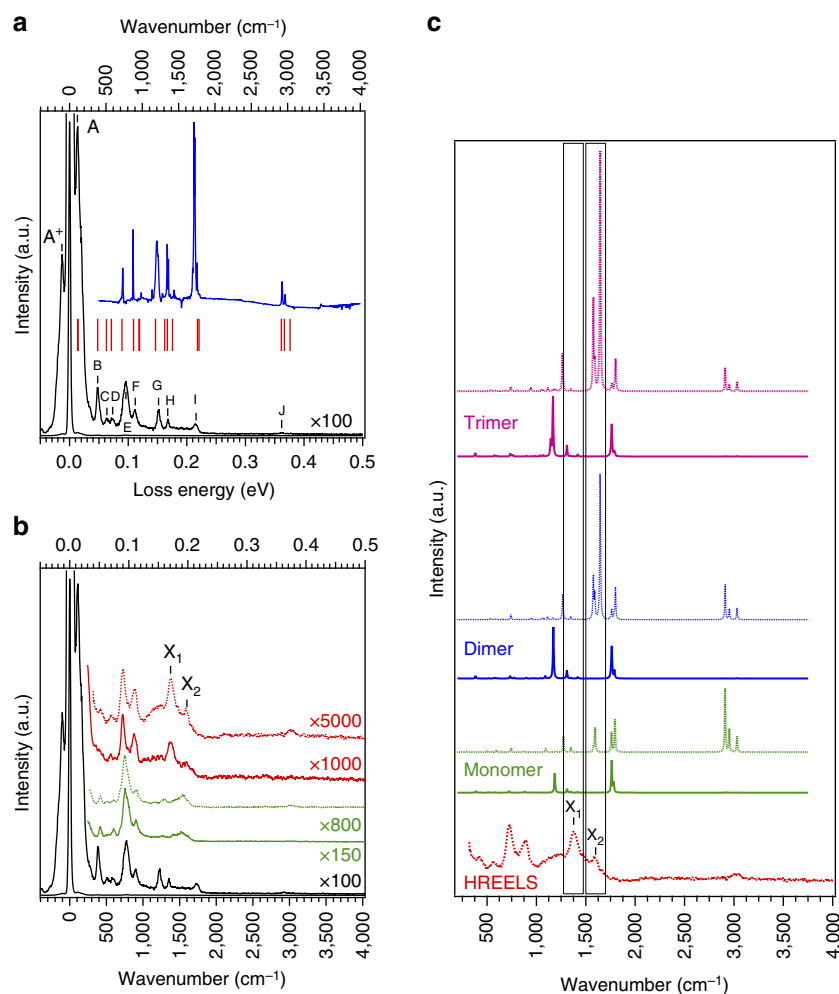 a
Wavenumber (cm⁻¹)
0 500 1,000 1,500 2,000 2,500 3,000 3,500 4,000
Intensity (a.u.)
A⁺
A
B
C
D
E
F
G
H
I
J
×100
0.0 0.1 0.2 0.3 0.4 0.5
Loss energy (eV)
b
0.0 0.1 0.2 0.3 0.4 0.5
Intensity (a.u.)
X₁
X₂
×5000
×1000
×800
×150
×100
0 500 1,000 1,500 2,000 2,500 3,000 3,500 4,000
Wavenumber (cm⁻¹)
c
Intensity (a.u.)
Trimer
Dimer
Monomer
X₁
X₂
HREELS
500 1,000 1,500 2,000 2,500 3,000 3,500 4,000
Wavenumber (cm⁻¹)